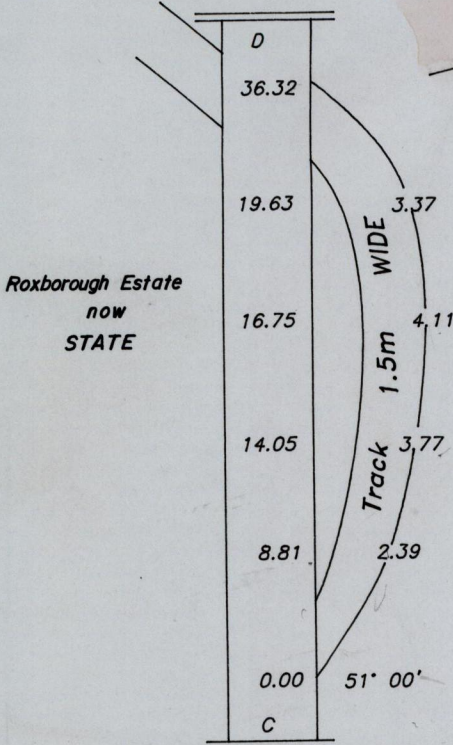 D
36.32
19.63 3.37
Roxborough Estate
now
STATE
16.75 4.11
14.05 3.77
8.81 2.39
Track 1.5m WIDE
0.00 51° 00'
C